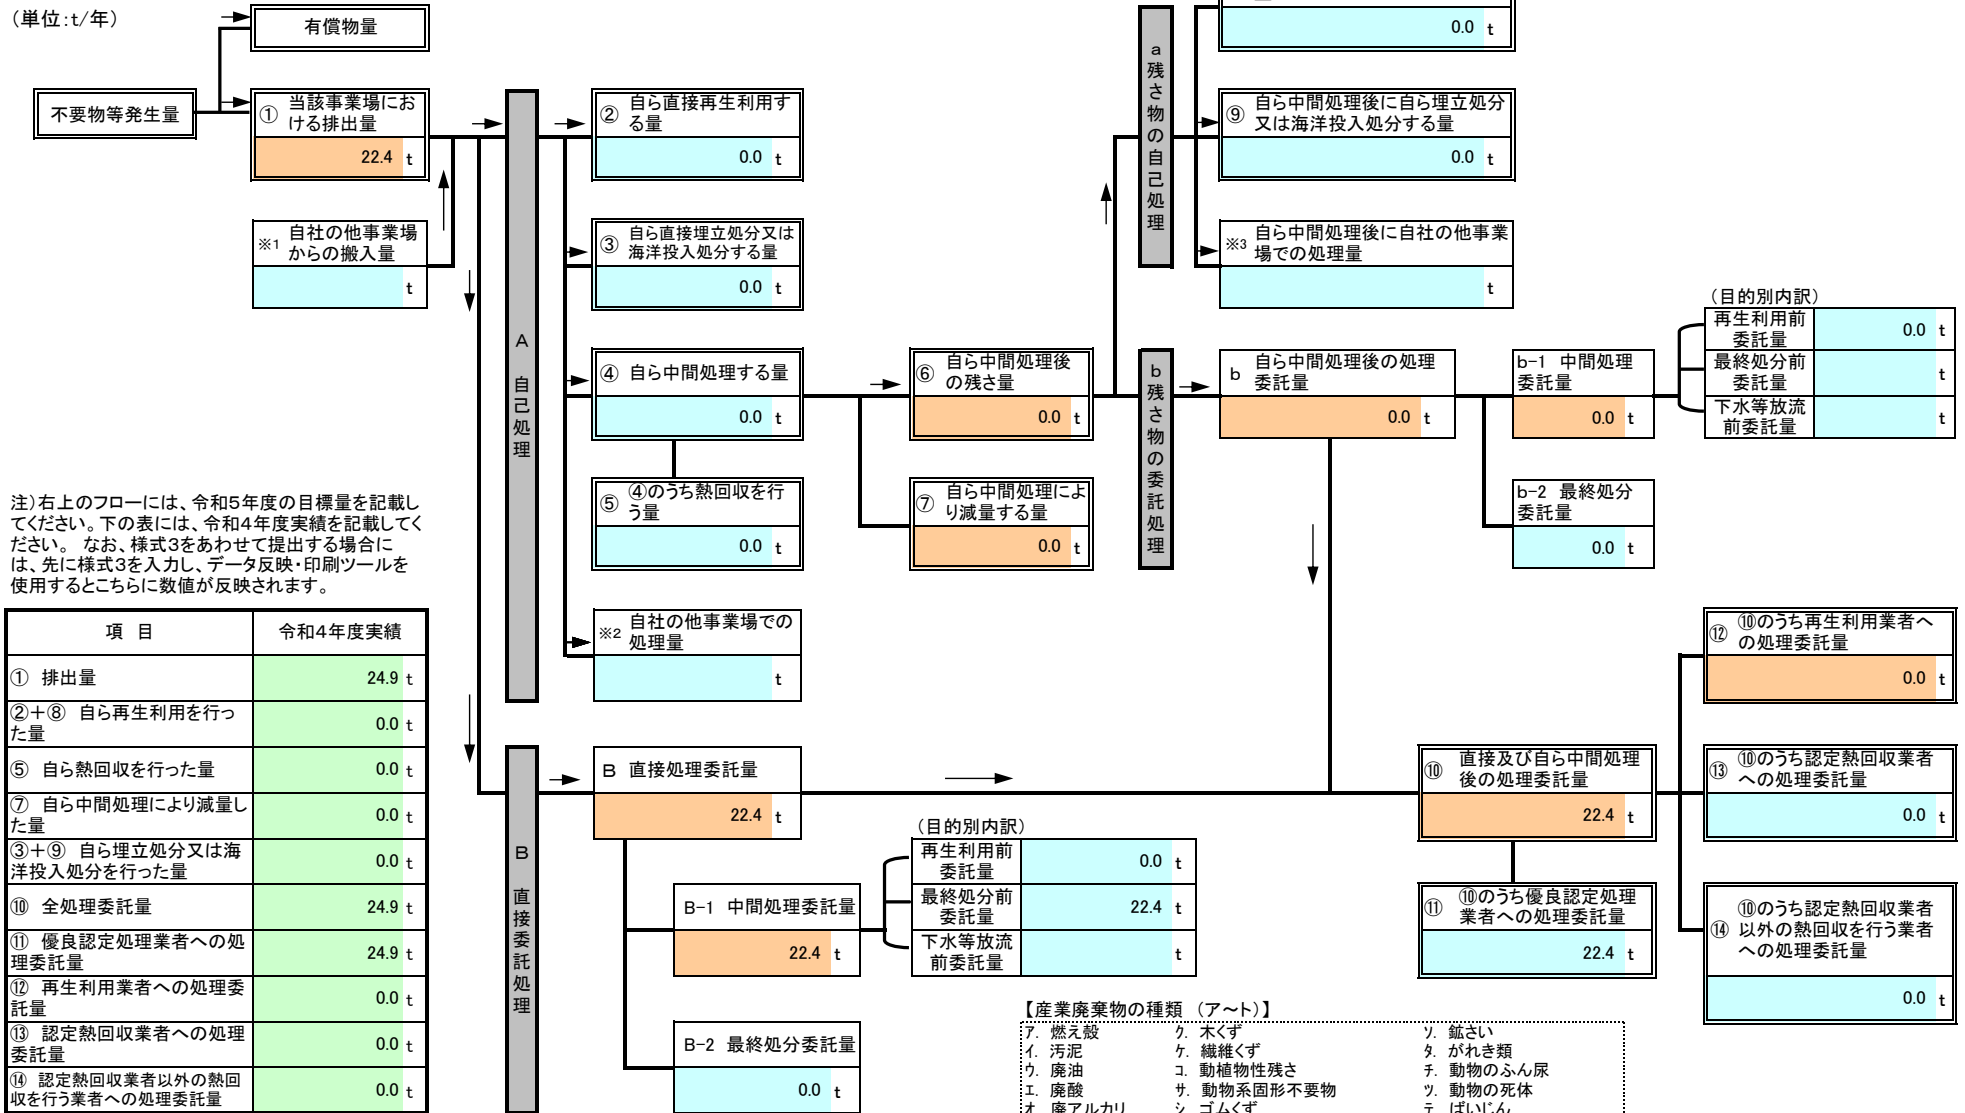 （単位：t/年）
有償物量
不要物等発生量
① 当該事業場における排出量
22.4 t
※1 自社の他事業場からの搬入量
t
A 自己処理
② 自ら直接再生利用する量
0.0 t
③ 自ら直接埋立処分又は海洋投入処分する量
0.0 t
④ 自ら中間処理する量
0.0 t
⑤ ④のうち熱回収を行う量
0.0 t
※2 自社の他事業場での処理量
t
⑥ 自ら中間処理後の残さ量
0.0 t
⑦ 自ら中間処理により減量する量
0.0 t
a 残さ物の自己処理
0.0 t
⑨ 自ら中間処理後に自ら埋立処分又は海洋投入処分する量
0.0 t
※3 自ら中間処理後に自社の他事業場での処理量
t
b 残さ物の委託処理
b 自ら中間処理後の処理委託量
0.0 t
b-1 中間処理委託量
0.0 t
（目的別内訳）
再生利用前委託量 0.0 t
最終処分前委託量 t
下水等放流前委託量 t
b-2 最終処分委託量
0.0 t
注）右上のフローには、令和5年度の目標量を記載し
てください。下の表には、令和4年度実績を記載してく
ださい。 なお、様式3をあわせて提出する場合に
は、先に様式3を入力し、データ反映・印刷ツールを
使用するとこちらに数値が反映されます。
項 目 令和4年度実績
① 排出量 24.9 t
②＋⑧ 自ら再生利用を行った量 0.0 t
⑤ 自ら熱回収を行った量 0.0 t
⑦ 自ら中間処理により減量した量 0.0 t
③＋⑨ 自ら埋立処分又は海洋投入処分を行った量 0.0 t
⑩ 全処理委託量 24.9 t
⑪ 優良認定処理業者への処理委託量 24.9 t
⑫ 再生利用業者への処理委託量 0.0 t
⑬ 認定熱回収業者への処理委託量 0.0 t
⑭ 認定熱回収業者以外の熱回収を行う業者への処理委託量 0.0 t
B 直接委託処理
B 直接処理委託量
22.4 t
B-1 中間処理委託量
22.4 t
（目的別内訳）
再生利用前委託量 0.0 t
最終処分前委託量 22.4 t
下水等放流前委託量 t
B-2 最終処分委託量
0.0 t
⑩ 直接及び自ら中間処理後の処理委託量
22.4 t
⑪ ⑩のうち優良認定処理業者への処理委託量
22.4 t
⑫ ⑩のうち再生利用業者への処理委託量
0.0 t
⑬ ⑩のうち認定熱回収業者への処理委託量
0.0 t
⑭ ⑩のうち認定熱回収業者以外の熱回収を行う業者への処理委託量
0.0 t
【産業廃棄物の種類 （ア～ト）】
ア. 燃え殻 ク. 木くず ソ. 鉱さい
イ. 汚泥 ケ. 繊維くず タ. がれき類
ウ. 廃油 コ. 動植物性残さ チ. 動物のふん尿
エ. 廃酸 サ. 動物系固形不要物 ツ. 動物の死体
オ. 廃アルカリ シ. ゴムくず テ. ばいじん